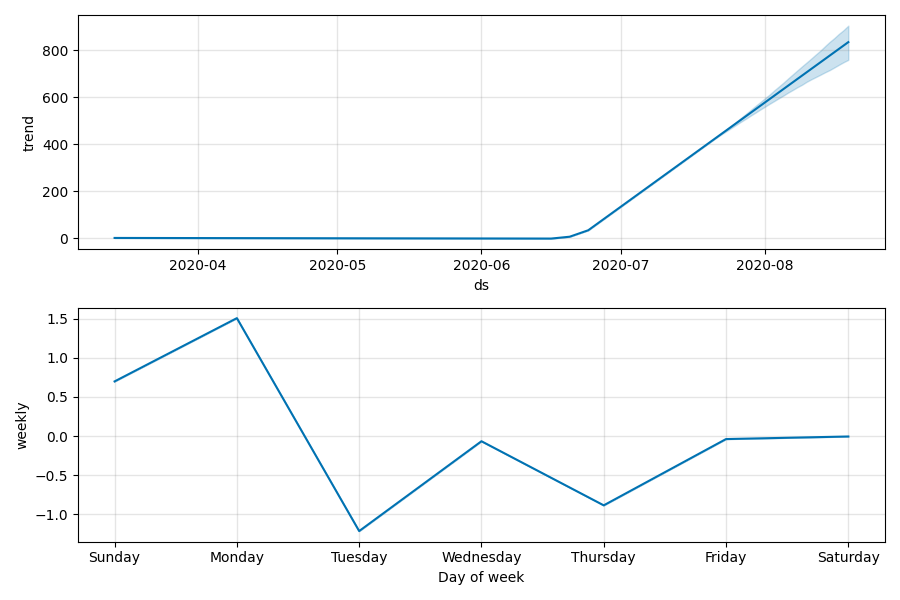 800
600
400
200
0
trend
2020-04 2020-05 2020-06 2020-07 2020-08
ds
1.5
1.0
0.5
0.0
−0.5
−1.0
weekly
Sunday Monday Tuesday Wednesday Thursday Friday Saturday
Day of week